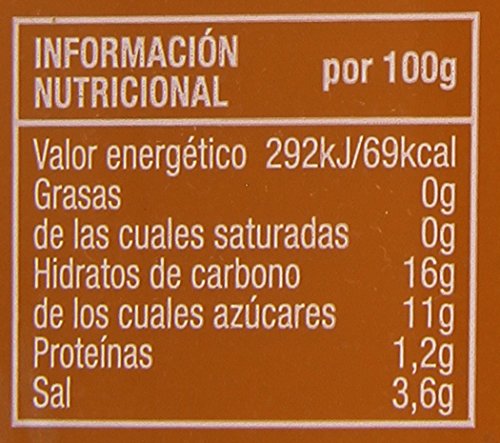 INFORMACIÓN
NUTRICIONAL por 100g
Valor energético 292kJ/69kcal
Grasas 0g
de las cuales saturadas 0g
Hidratos de carbono 16g
de los cuales azúcares 11g
Proteínas 1,2g
Sal 3,6g